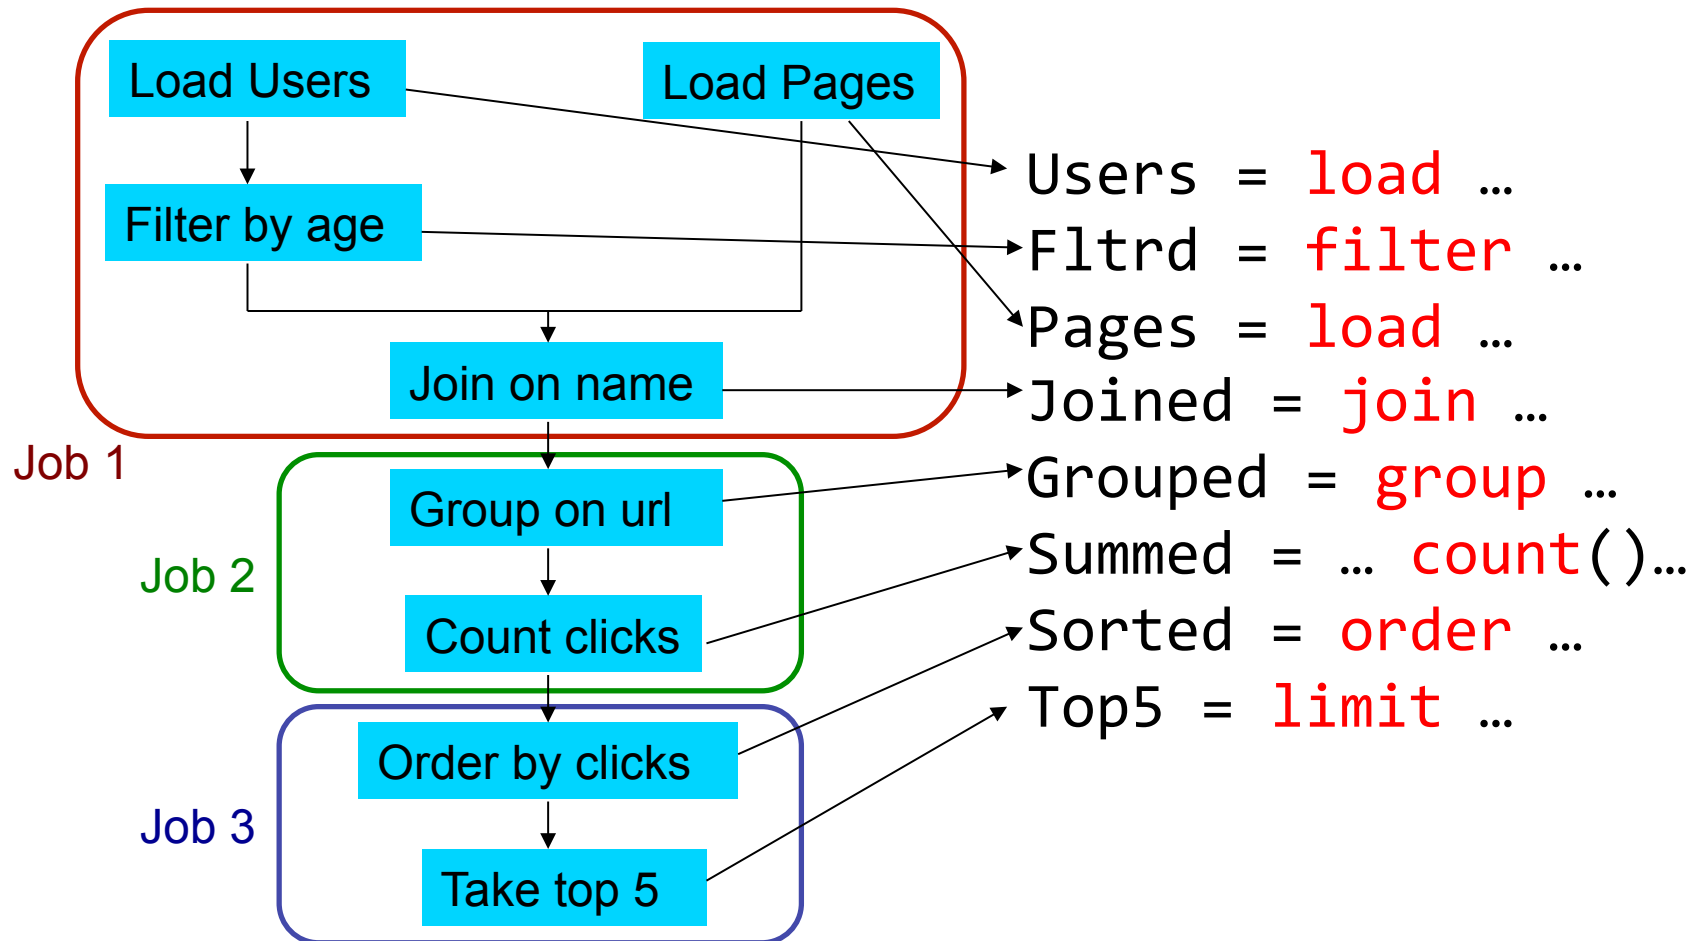 Load Users
Load Pages
Filter by age
Join on name
Job 1
Group on url
Job 2
Count clicks
Order by clicks
Job 3
Take top 5
Users = load …
Fltrd = filter …
Pages = load …
Joined = join …
Grouped = group …
Summed = … count()…
Sorted = order …
Top5 = limit …